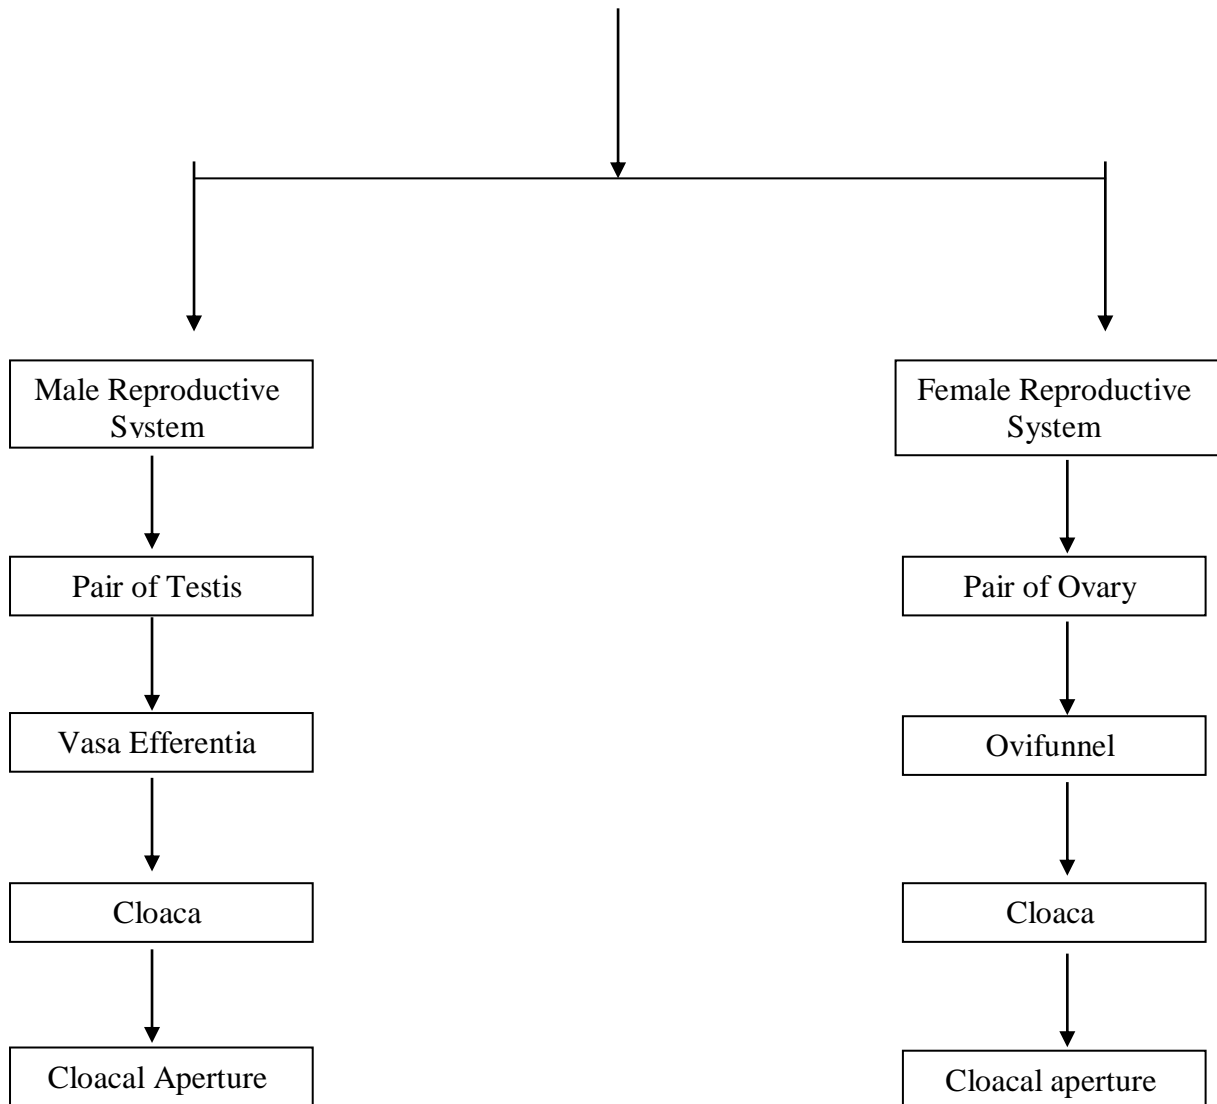 Male Reproductive
System
Pair of Testis
Vasa Efferentia
Cloaca
Cloacal Aperture
Female Reproductive
System
Pair of Ovary
Ovifunnel
Cloaca
Cloacal aperture